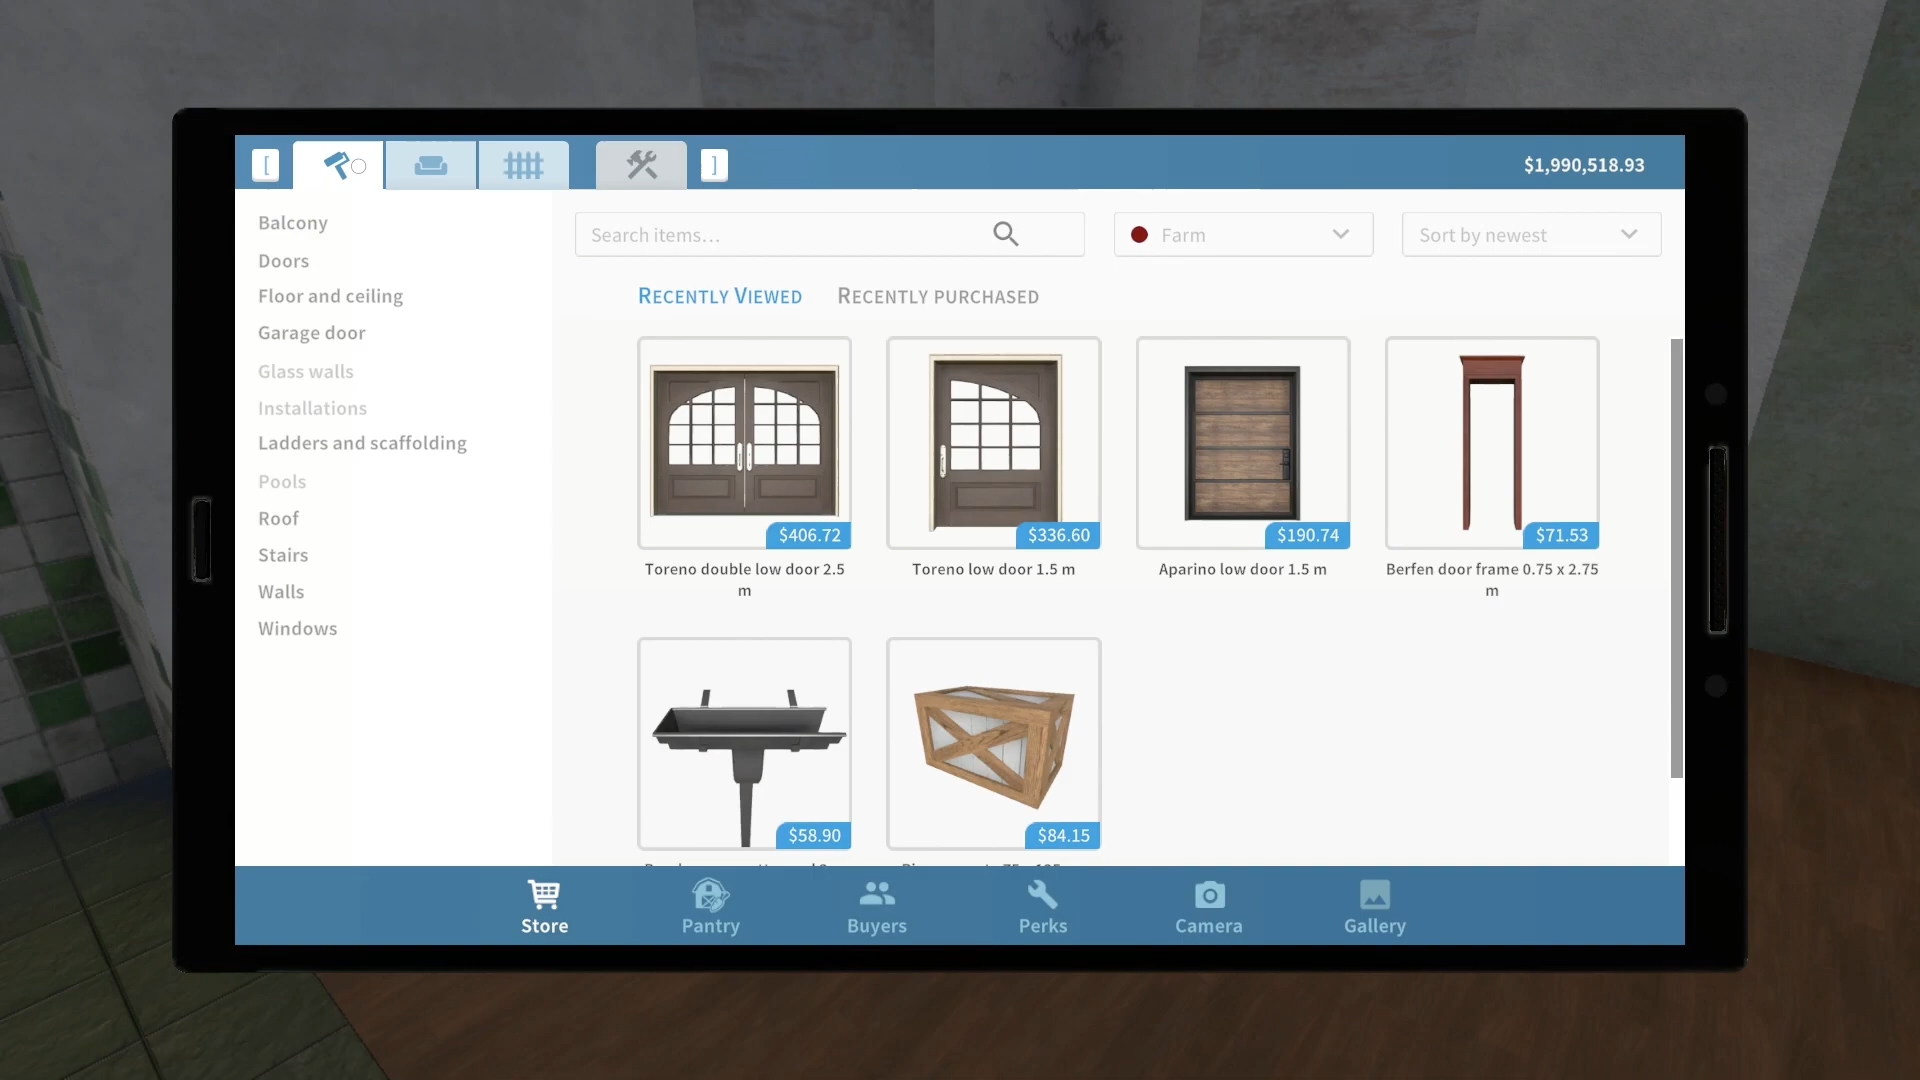 [
]
$1,990,518.93
Balcony
Doors
Floor and ceiling
Garage door
Glass walls
Installations
Ladders and scaffolding
Pools
Roof
Stairs
Walls
Windows
Search items...
Farm
Sort by newest
RECENTLY VIEWED
RECENTLY PURCHASED
$406.72
Toreno double low door 2.5
m
$336.60
Toreno low door 1.5 m
$190.74
Aparino low door 1.5 m
$71.53
Berfen door frame 0.75 x 2.75
m
$58.90
$84.15
Store
Pantry
Buyers
Perks
Camera
Gallery